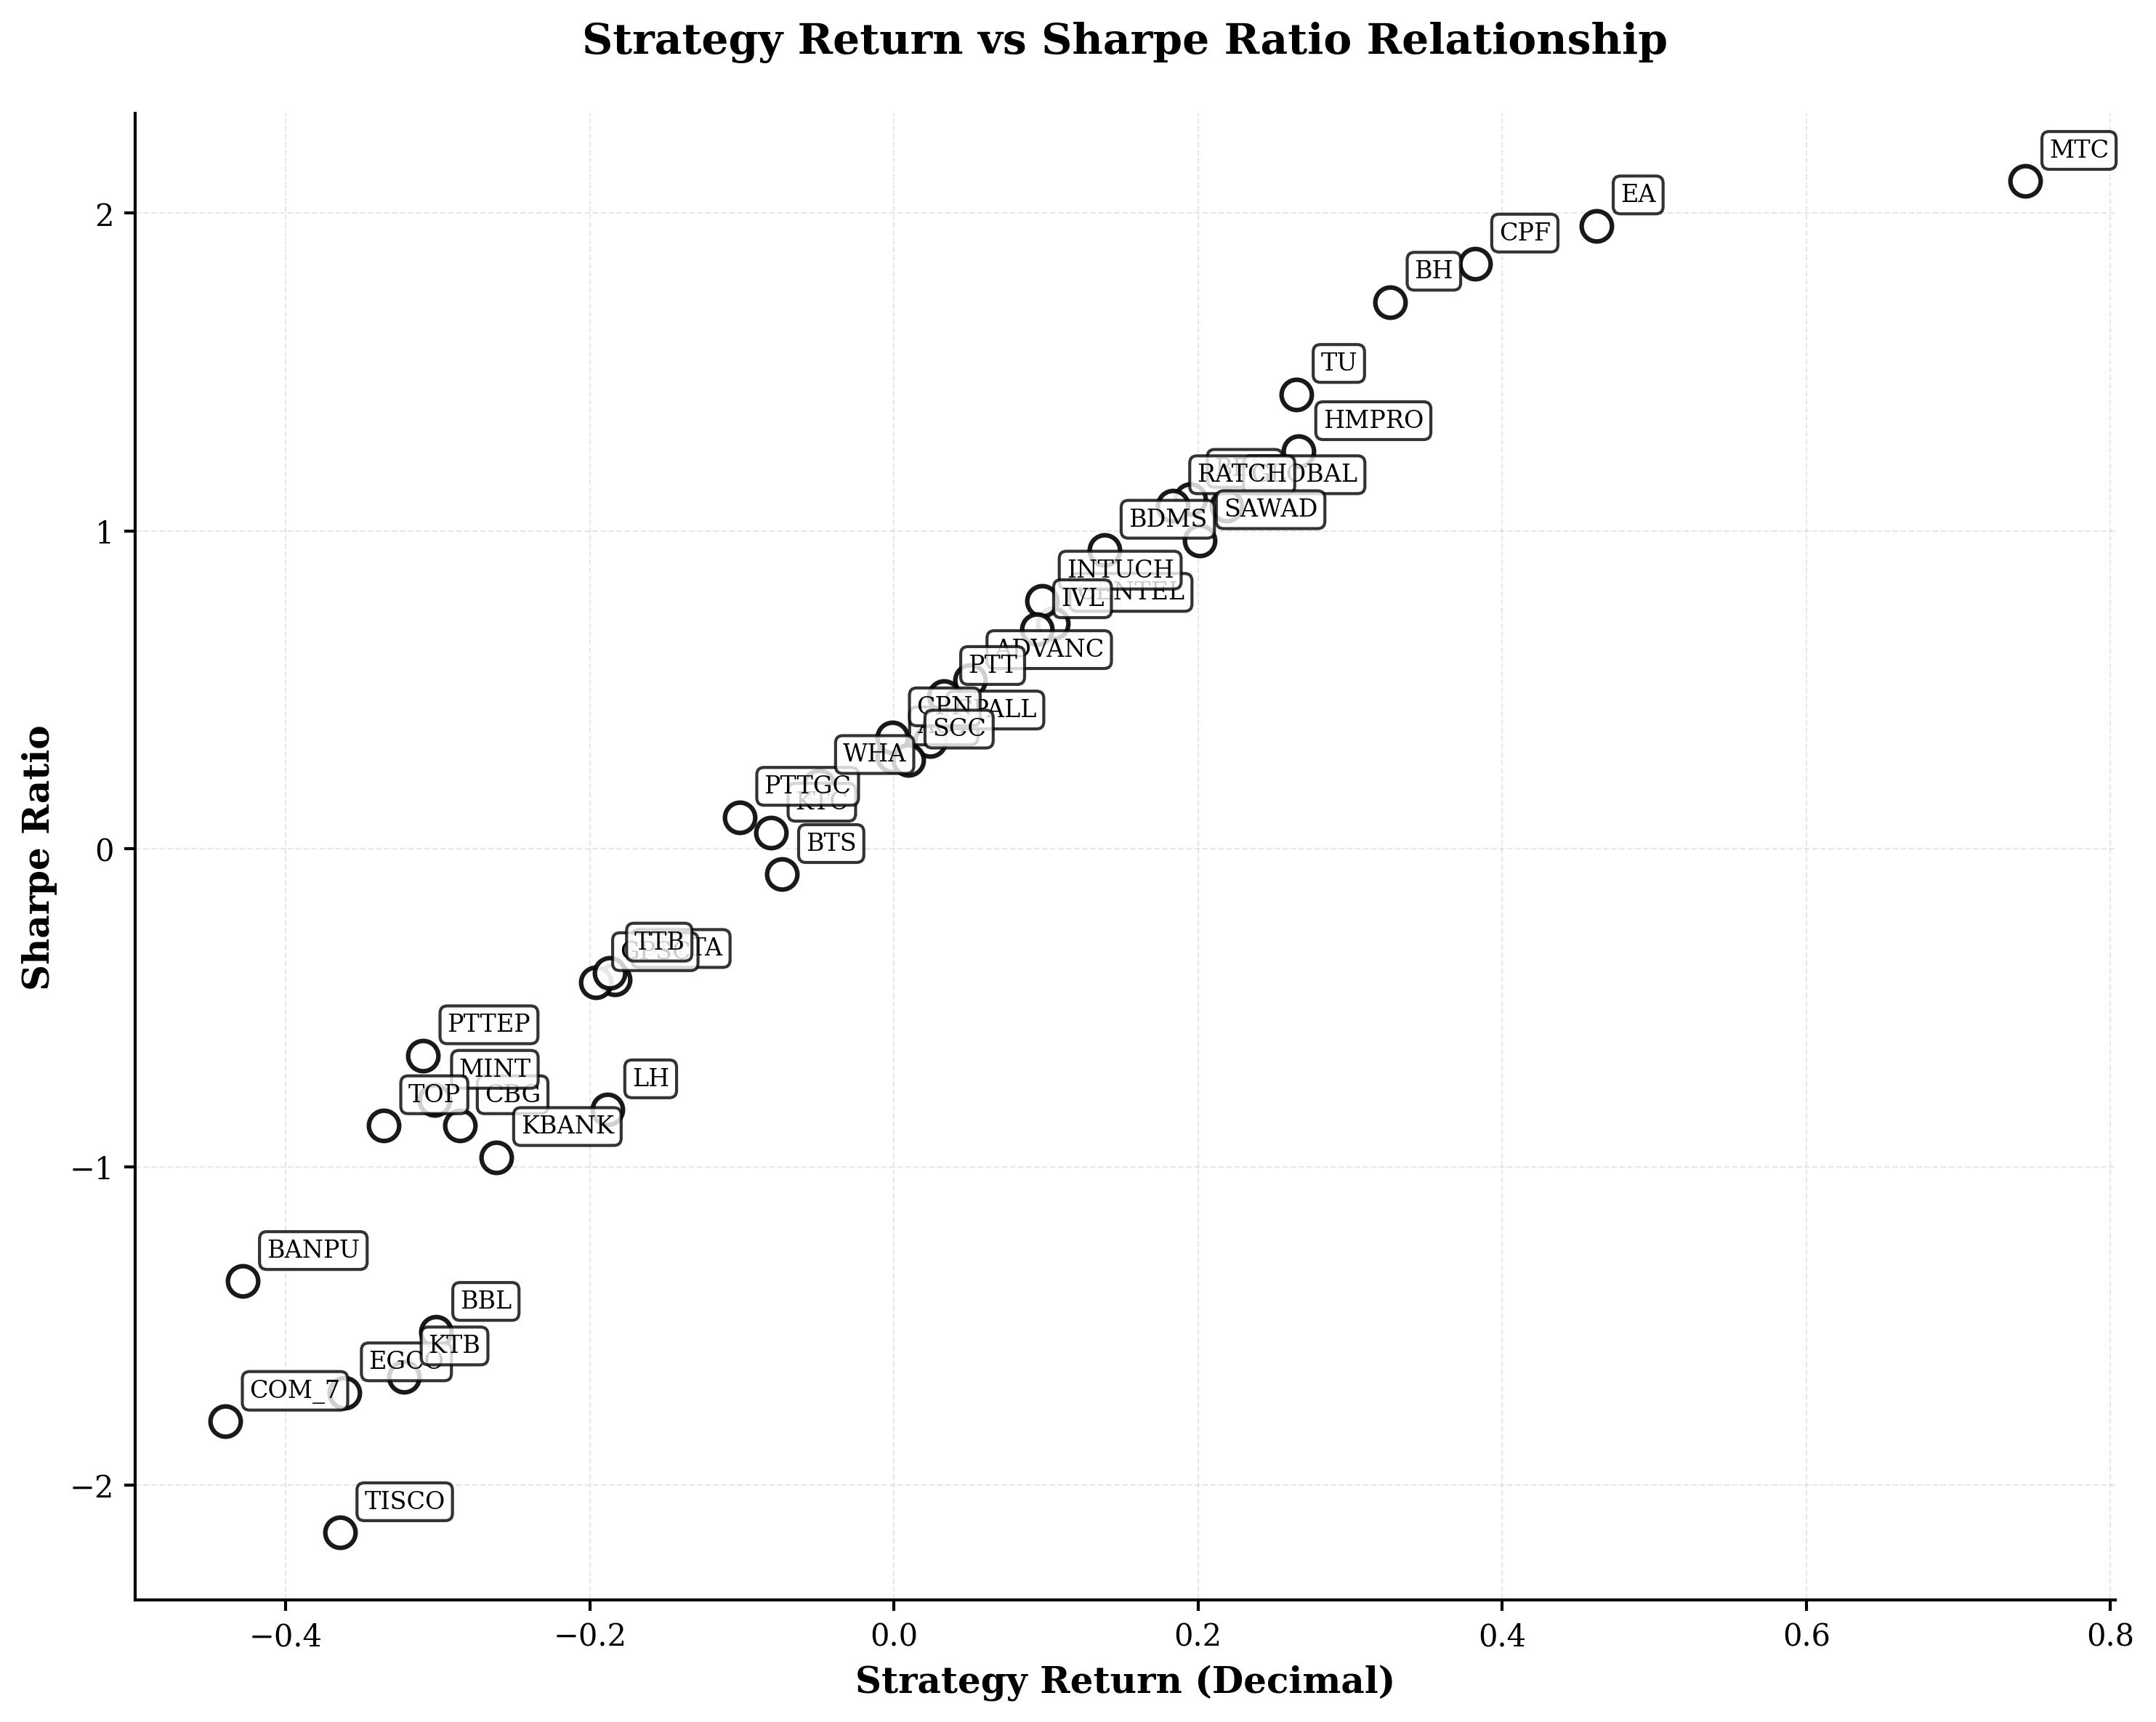 Strategy Return vs Sharpe Ratio Relationship
MTC
EA
CPF
BH
TU
HMPRO
RATCH
SAWAD
BDMS
INTUCH
IVL
ADVANC
PTT
CPN
SCC
WHA
PTTGC
KTC
BTS
TTB
GPSC
PTTEP
MINT
TOP
CBG
LH
KBANK
BANPU
BBL
KTB
EGCO
COM_7
TISCO
2
1
0
−1
−2
Sharpe Ratio
−0.4
−0.2
0.0
0.2
0.4
0.6
0.8
Strategy Return (Decimal)